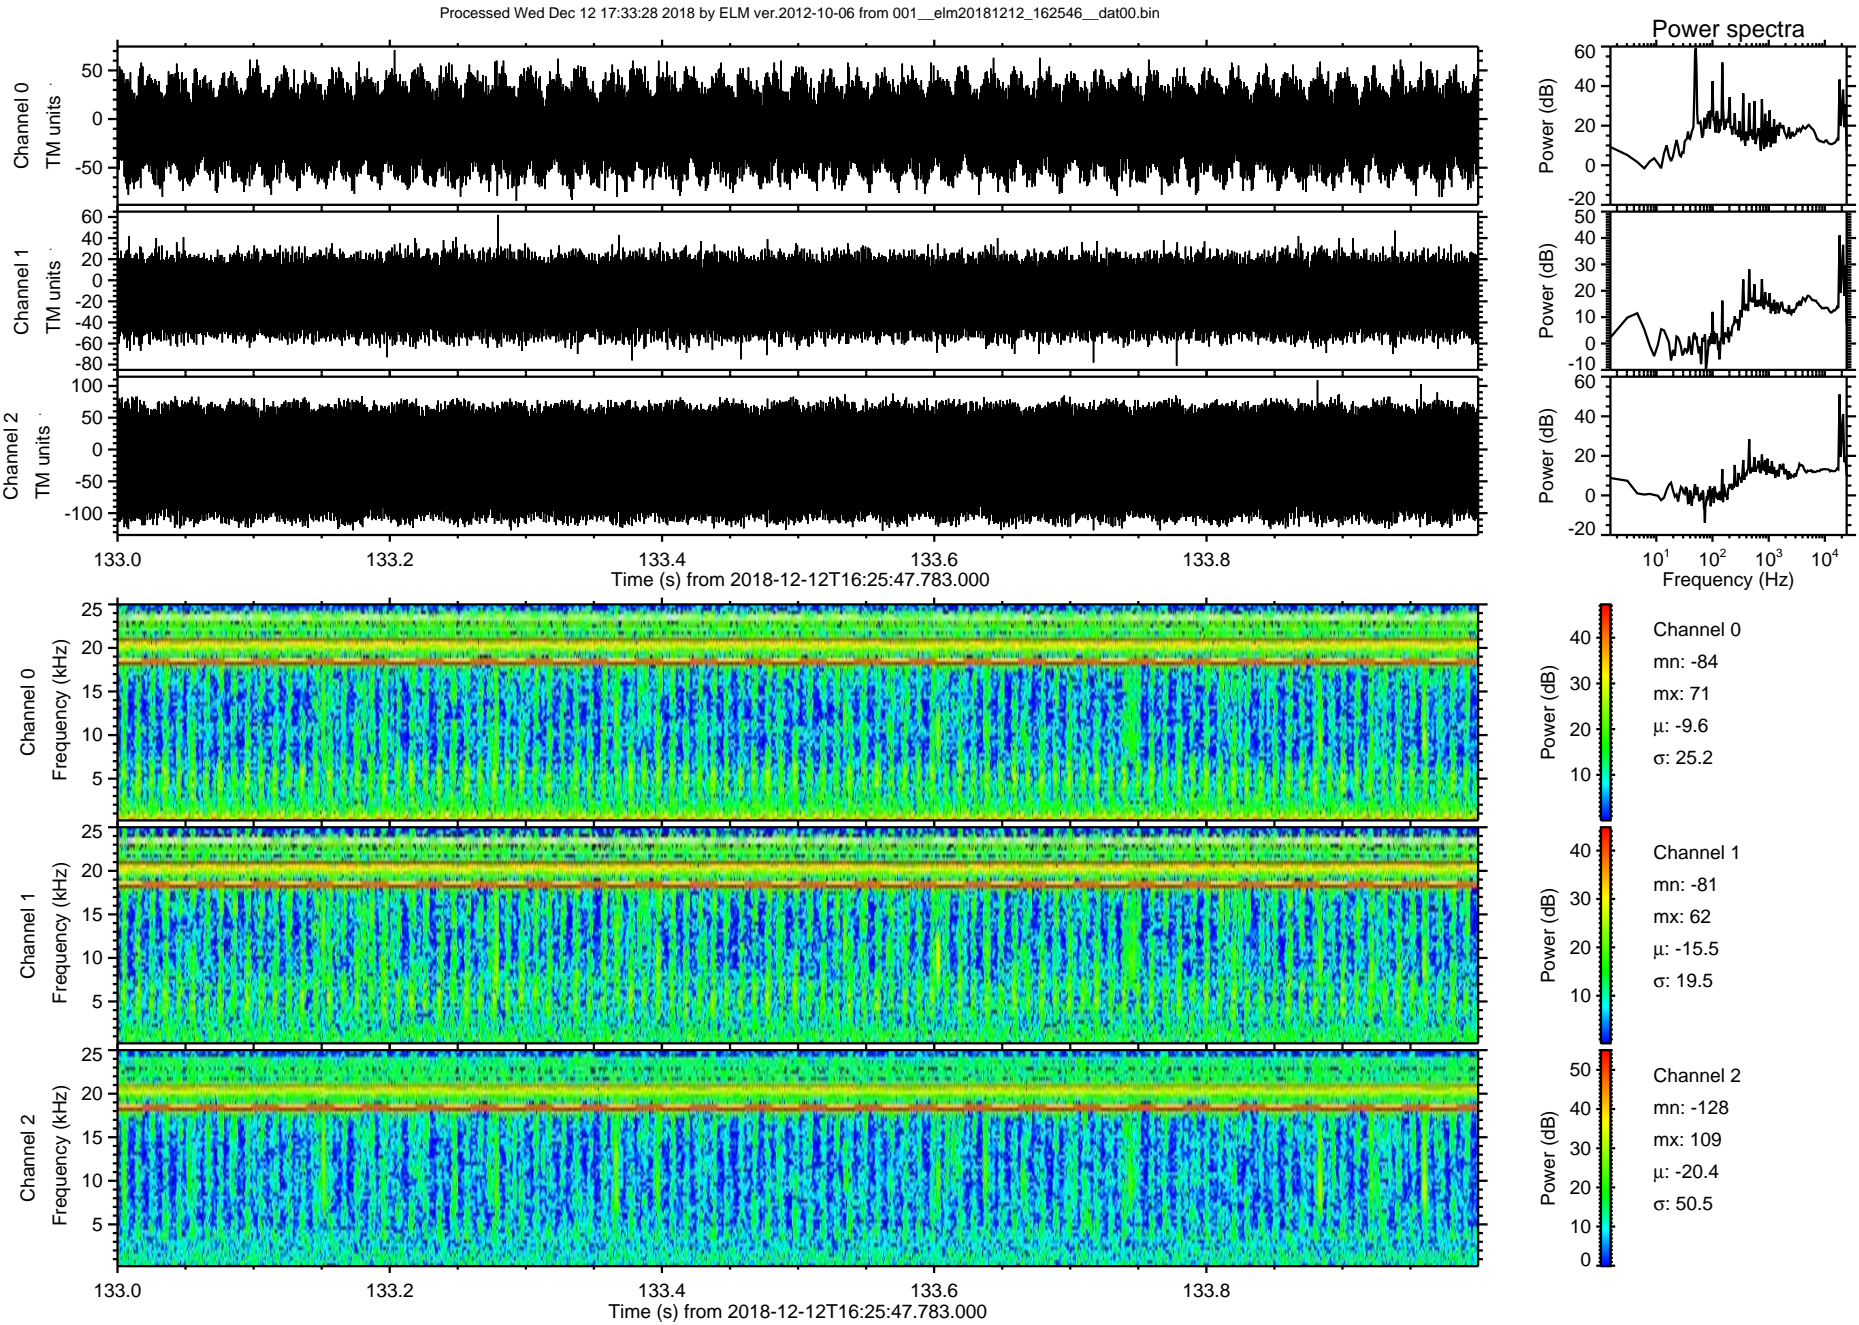 Processed Wed Dec 12 17:33:28 2018 by ELM ver.2012-10-06 from 001__elm20181212_162546__dat00.bin
Power spectra
Channel 0
TM units
50
0
-50
Power (dB)
60
40
20
0
-20
Channel 1
TM units
60
40
20
0
-20
-40
-60
-80
Power (dB)
50
40
30
20
10
0
-10
Channel 2
TM units
100
50
0
-50
-100
Power (dB)
60
40
20
0
-20
133.0 133.2 133.4 133.6 133.8
Time (s) from 2018-12-12T16:25:47.783.000
10^1 10^2 10^3 10^4
Frequency (Hz)
Channel 0
Frequency (kHz)
25
20
15
10
5
Power (dB)
40
30
20
10
Channel 0
mn: -84
mx: 71
µ: -9.6
σ: 25.2
Channel 1
Frequency (kHz)
25
20
15
10
5
Power (dB)
40
30
20
10
Channel 1
mn: -81
mx: 62
µ: -15.5
σ: 19.5
Channel 2
Frequency (kHz)
25
20
15
10
5
Power (dB)
50
40
30
20
10
0
Channel 2
mn: -128
mx: 109
µ: -20.4
σ: 50.5
133.0 133.2 133.4 133.6 133.8
Time (s) from 2018-12-12T16:25:47.783.000